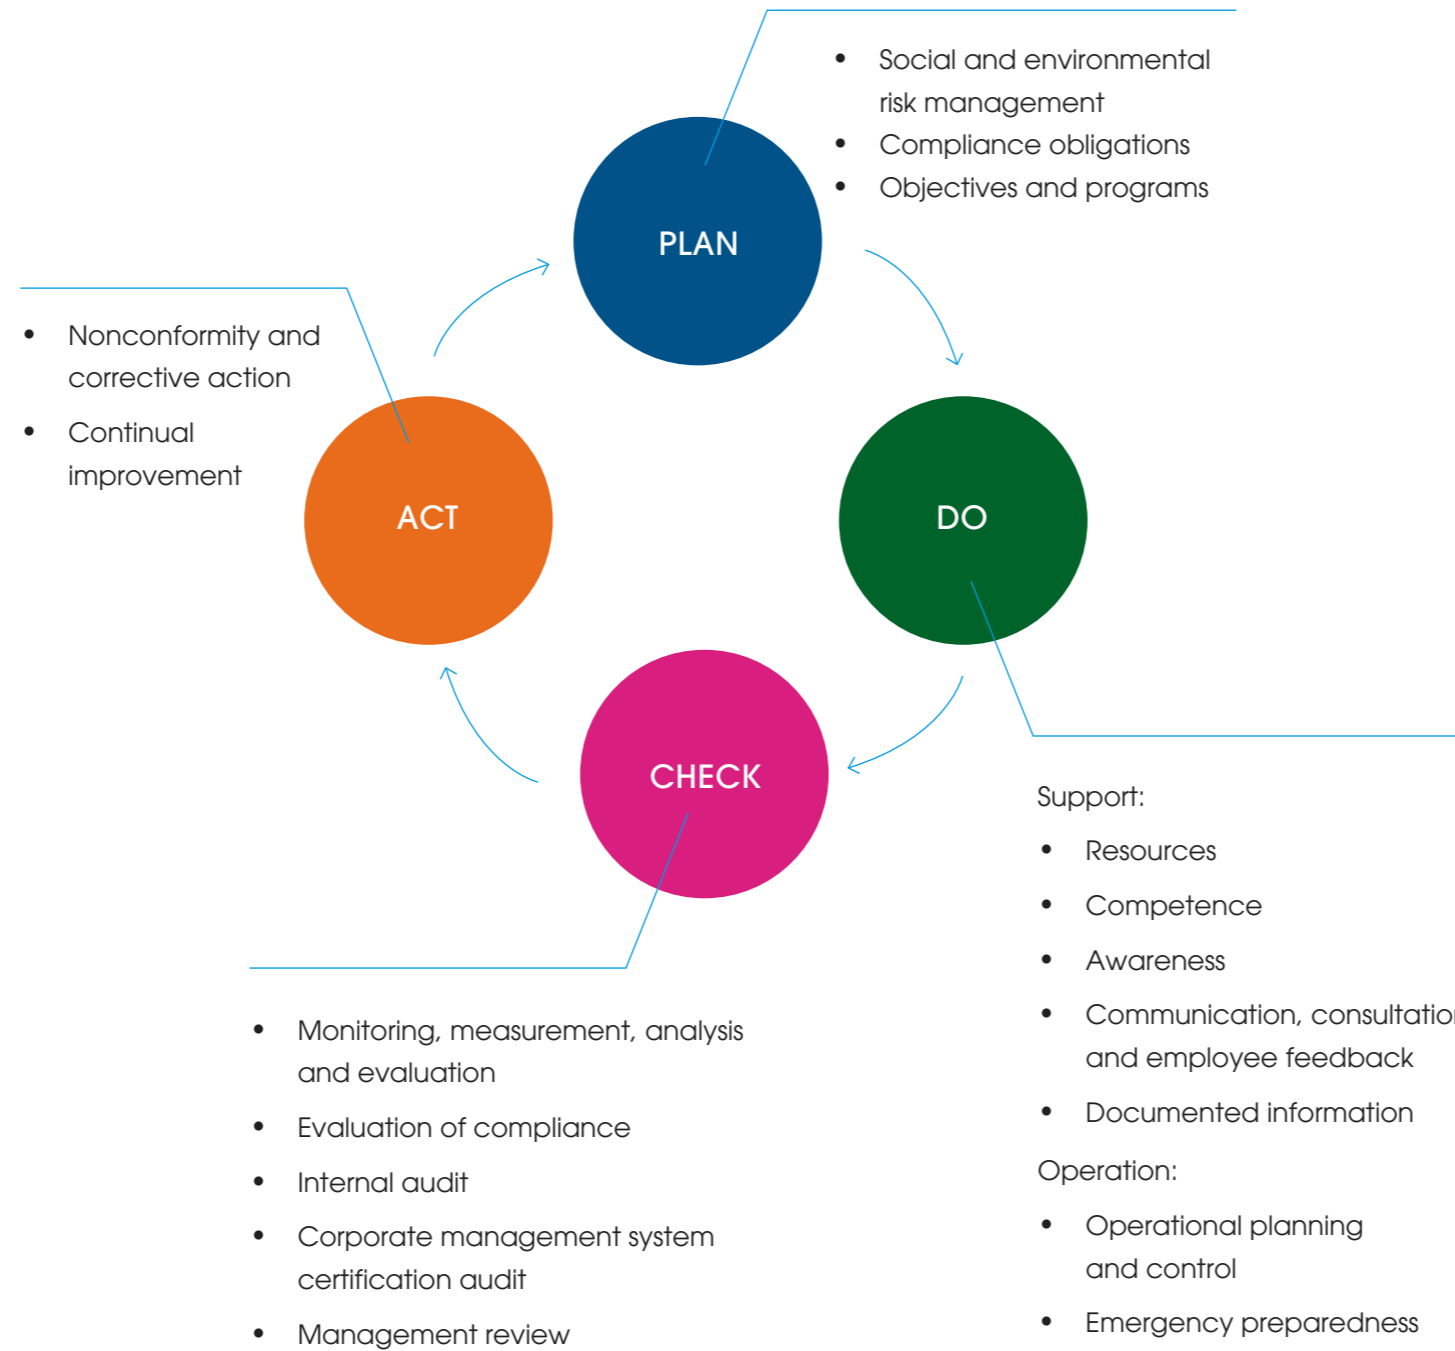 • Social and environmental
risk management
• Compliance obligations
• Objectives and programs
PLAN
• Nonconformity and
corrective action
• Continual
improvement
ACT
DO
CHECK
Support:
• Resources
• Competence
• Awareness
• Communication, consultation
and employee feedback
• Documented information
Operation:
• Operational planning
and control
• Emergency preparedness
• Monitoring, measurement, analysis
and evaluation
• Evaluation of compliance
• Internal audit
• Corporate management system
certification audit
• Management review